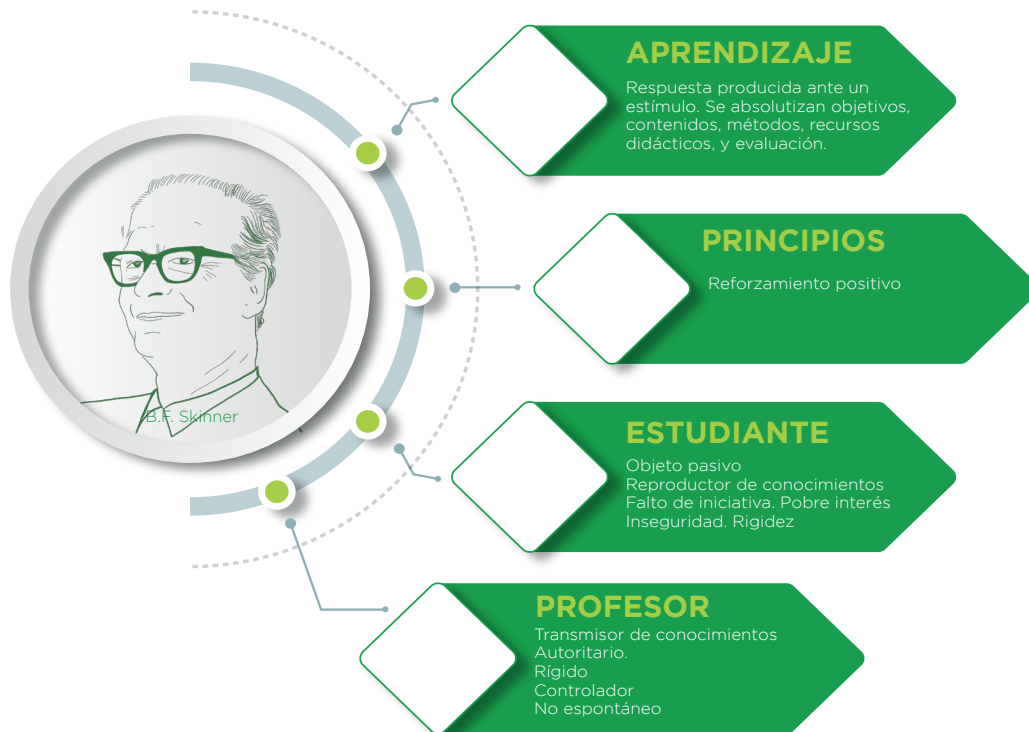 APRENDIZAJE
Respuesta producida ante un
estímulo. Se absolutizan objetivos,
contenidos, métodos, recursos
didácticos, y evaluación.
PRINCIPIOS
Reforzamiento positivo
B.F. Skinner
ESTUDIANTE
Objeto pasivo
Reproductor de conocimientos
Falto de iniciativa. Pobre interés
Inseguridad. Rigidez
PROFESOR
Transmisor de conocimientos
Autoritario.
Rígido
Controlador
No espontáneo